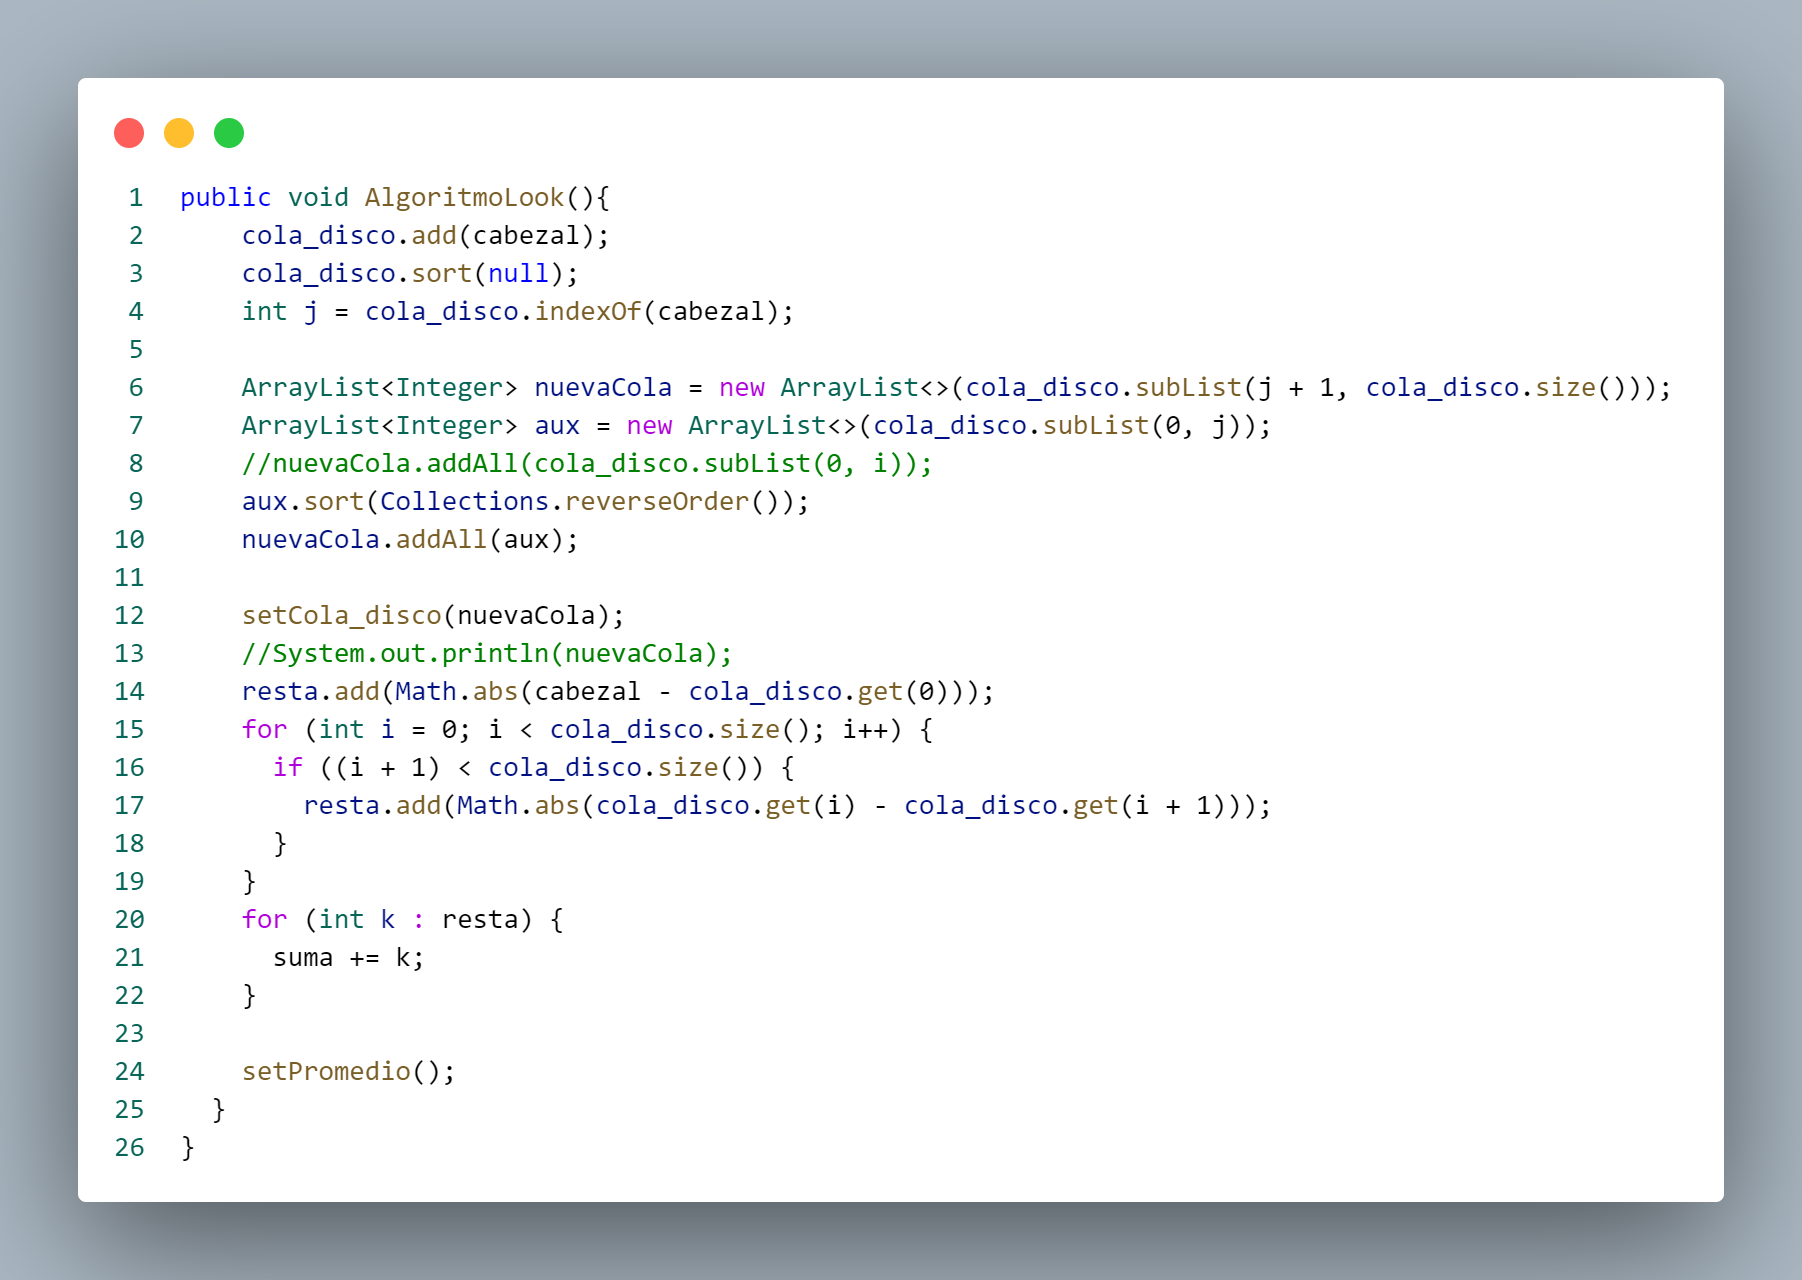 1 public void AlgoritmoLook(){
2     cola_disco.add(cabezal);
3     cola_disco.sort(null);
4     int j = cola_disco.indexOf(cabezal);
5
6     ArrayList<Integer> nuevaCola = new ArrayList<>(cola_disco.subList(j + 1, cola_disco.size()));
7     ArrayList<Integer> aux = new ArrayList<>(cola_disco.subList(0, j));
8     //nuevaCola.addAll(cola_disco.subList(0, i));
9     aux.sort(Collections.reverseOrder());
10     nuevaCola.addAll(aux);
11
12     setCola_disco(nuevaCola);
13     //System.out.println(nuevaCola);
14     resta.add(Math.abs(cabezal - cola_disco.get(0)));
15     for (int i = 0; i < cola_disco.size(); i++) {
16       if ((i + 1) < cola_disco.size()) {
17         resta.add(Math.abs(cola_disco.get(i) - cola_disco.get(i + 1)));
18       }
19     }
20     for (int k : resta) {
21       suma += k;
22     }
23
24     setPromedio();
25   }
26 }